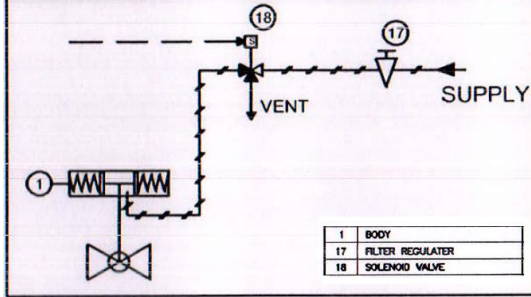 18
S
17
SUPPLY
VENT
1
1 BODY
17 FILTER REGULATER
18 SOLENOID VALVE